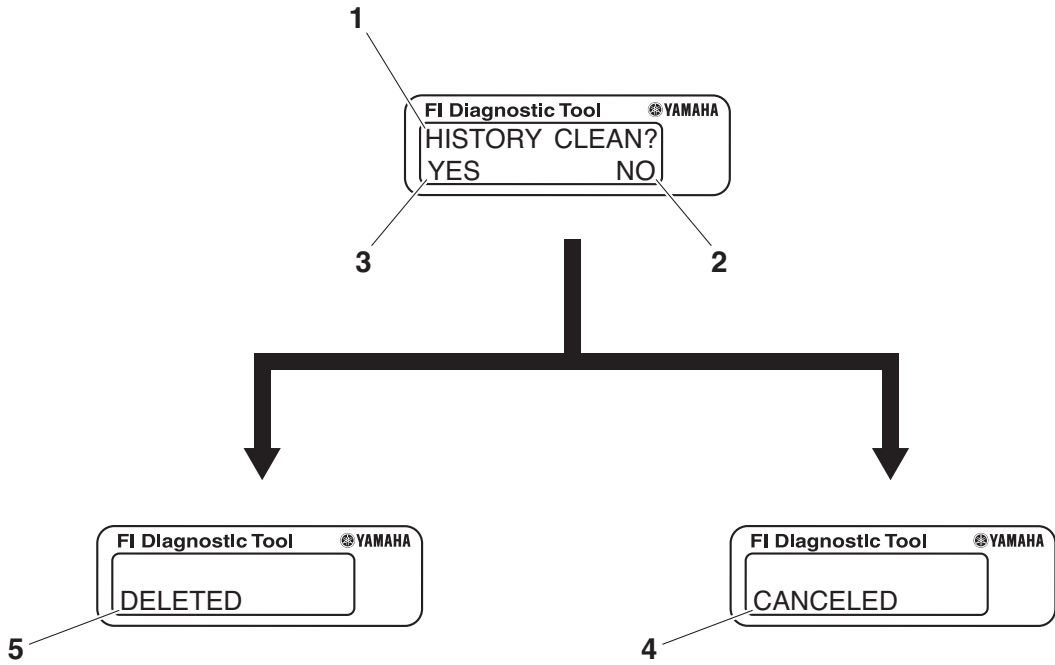 1
FI Diagnostic Tool YAMAHA
HISTORY CLEAN?
YES NO
3 2
FI Diagnostic Tool YAMAHA
DELETED
5
FI Diagnostic Tool YAMAHA
CANCELED
4